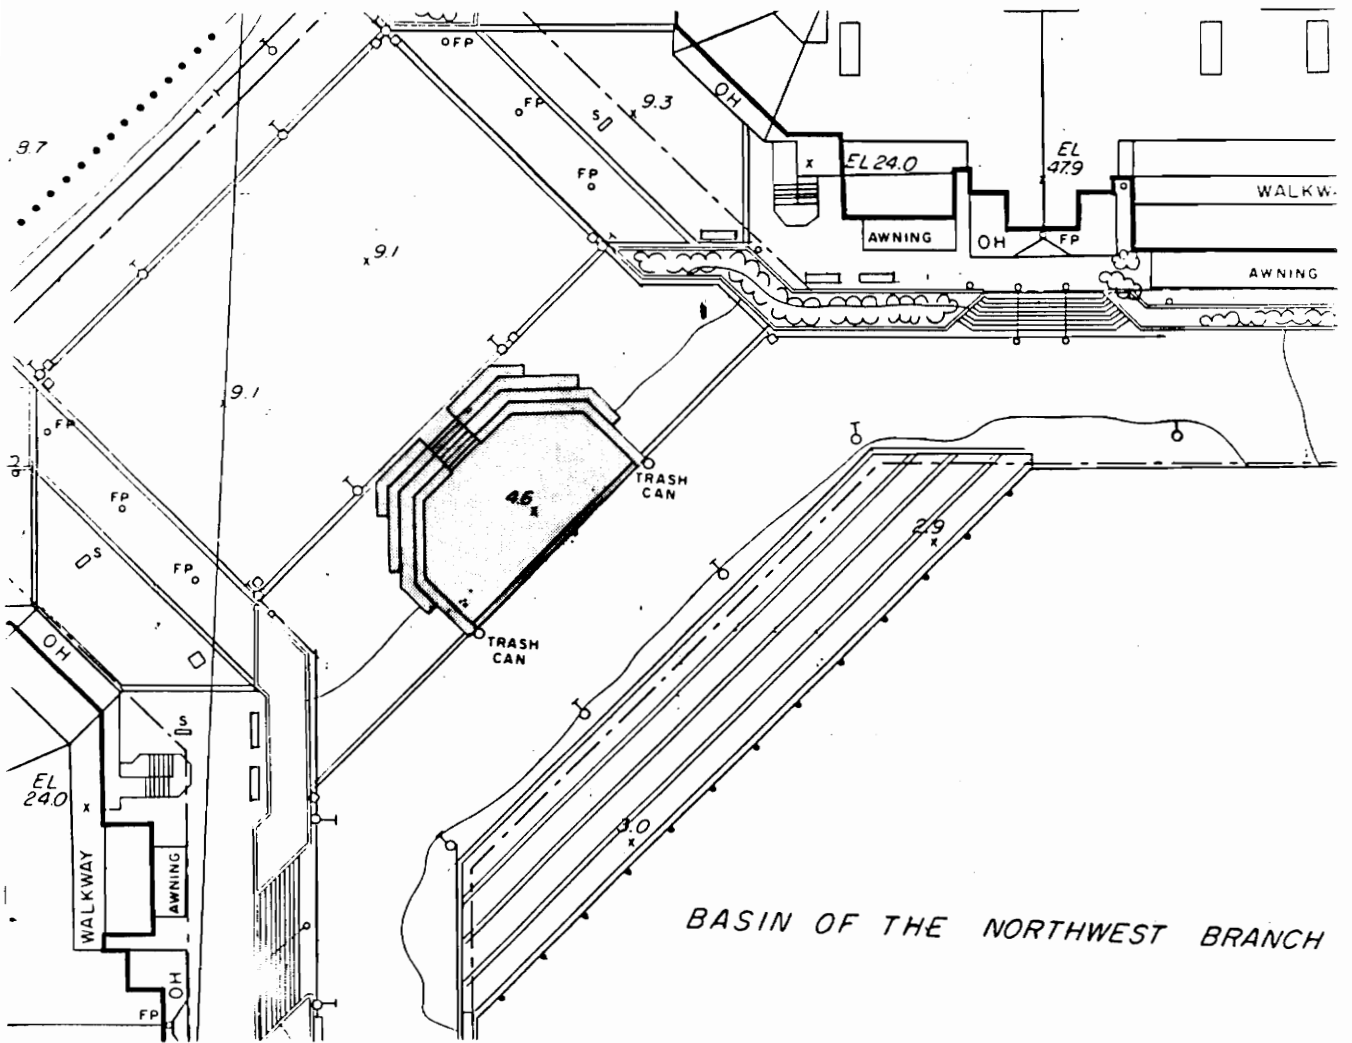 FP
FP
S
9.3
OH
9.7
EL 24.0
EL
47.9
WALKW
FP
AWNING
OH
FP
9.1
AWNING
9.1
FP
TRASH
CAN
4.6
FP
2.9
S
FP
OH
TRASH
CAN
S
EL
24.0
3.0
WALKWAY
AWNING
BASIN OF THE NORTHWEST BRANCH
OH
FP